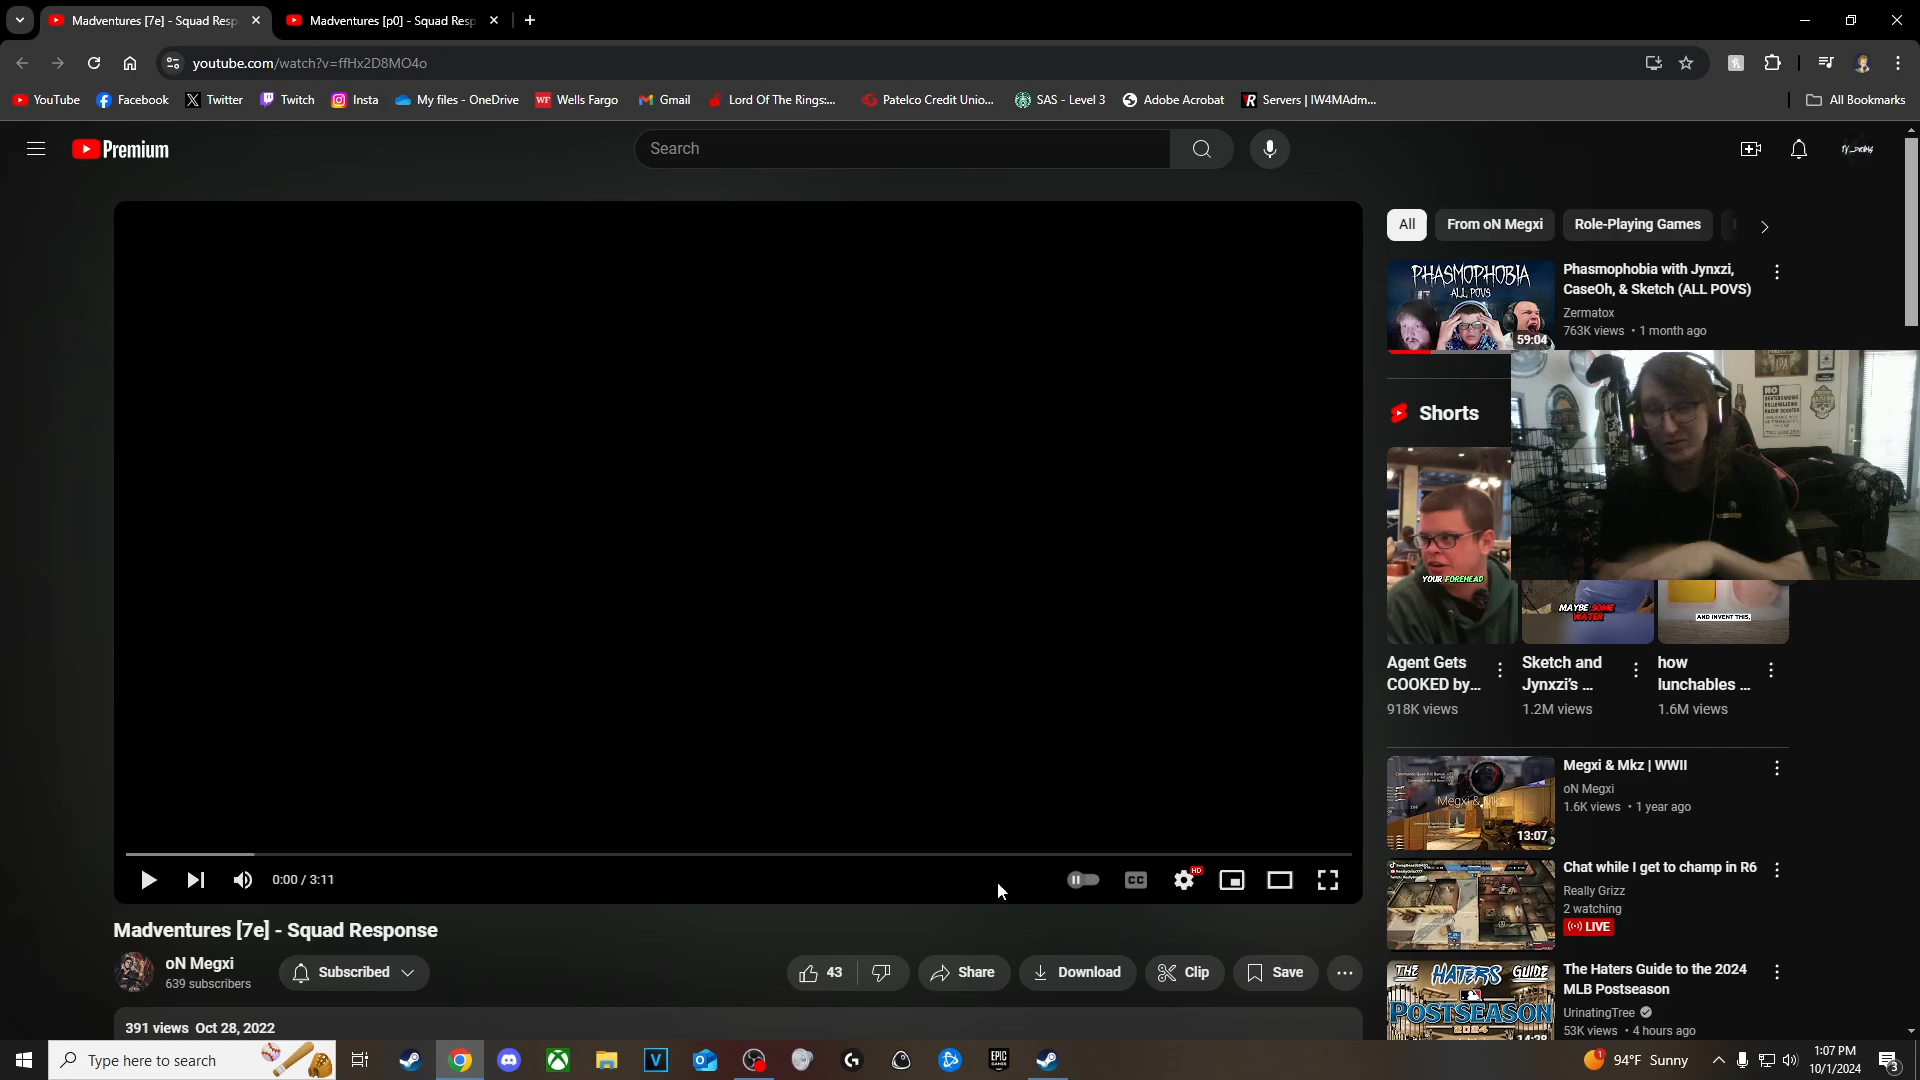 Madventures [7e] - Squad Resp
Madventures [p0] - Squad Resp
youtube.com/watch?v=ffHx2D8MO4o
YouTube
Facebook
Twitter
Twitch
Insta
My files - OneDrive
Wells Fargo
Gmail
Lord Of The Rings:...
Patelco Credit Unio...
SAS - Level 3
Adobe Acrobat
Servers | IW4MAdm...
All Bookmarks
Premium
Search
All
From oN Megxi
Role-Playing Games
PHASMOPHOBIA
ALL POVS
59:04
Phasmophobia with Jynxzi,
CaseOh, & Sketch (ALL POVS)
Zermatox
763K views • 1 month ago
Shorts
YOUR FOREHEAD
MAYBE SOME
WATER
AND INVENT THIS,
Agent Gets
COOKED by...
918K views
Sketch and
Jynxzi's ...
1.2M views
how
lunchables ...
1.6M views
0:00 / 3:11
CC
HD
Megxi & Mkz
13:07
Megxi & Mkz | WWII
oN Megxi
1.6K views • 1 year ago
Chat while I get to champ in R6
Really Grizz
2 watching
LIVE
Madventures [7e] - Squad Response
oN Megxi
639 subscribers
Subscribed
43
Share
Download
Clip
Save
THE HATERS GUIDE
POSTSEASON
2024
14:38
The Haters Guide to the 2024
MLB Postseason
UrinatingTree
53K views • 4 hours ago
391 views Oct 28, 2022
Type here to search
94°F Sunny
1:07 PM
10/1/2024
3